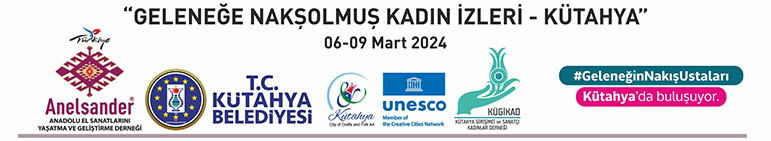 “GELENEĞE NAKŞOLMUŞ KADIN İZLERİ - KÜTAHYA”
06-09 Mart 2024
Türkiye
Anelsander®
ANADOLU EL SANATLARINI
YAŞATMA VE GELİŞTİRME DERNEĞİ
T.C.
KÜTAHYA
BELEDİYESİ
Kütahya
City of Crafts and Folk Art
unesco
Member of
the Creative Cities Network
KÜGİKAD
KÜTAHYA GİRİŞİMCİ ve SANATÇI
KADINLAR DERNEĞİ
#GeleneğinNakışUstaları
Kütahya'da buluşuyor.